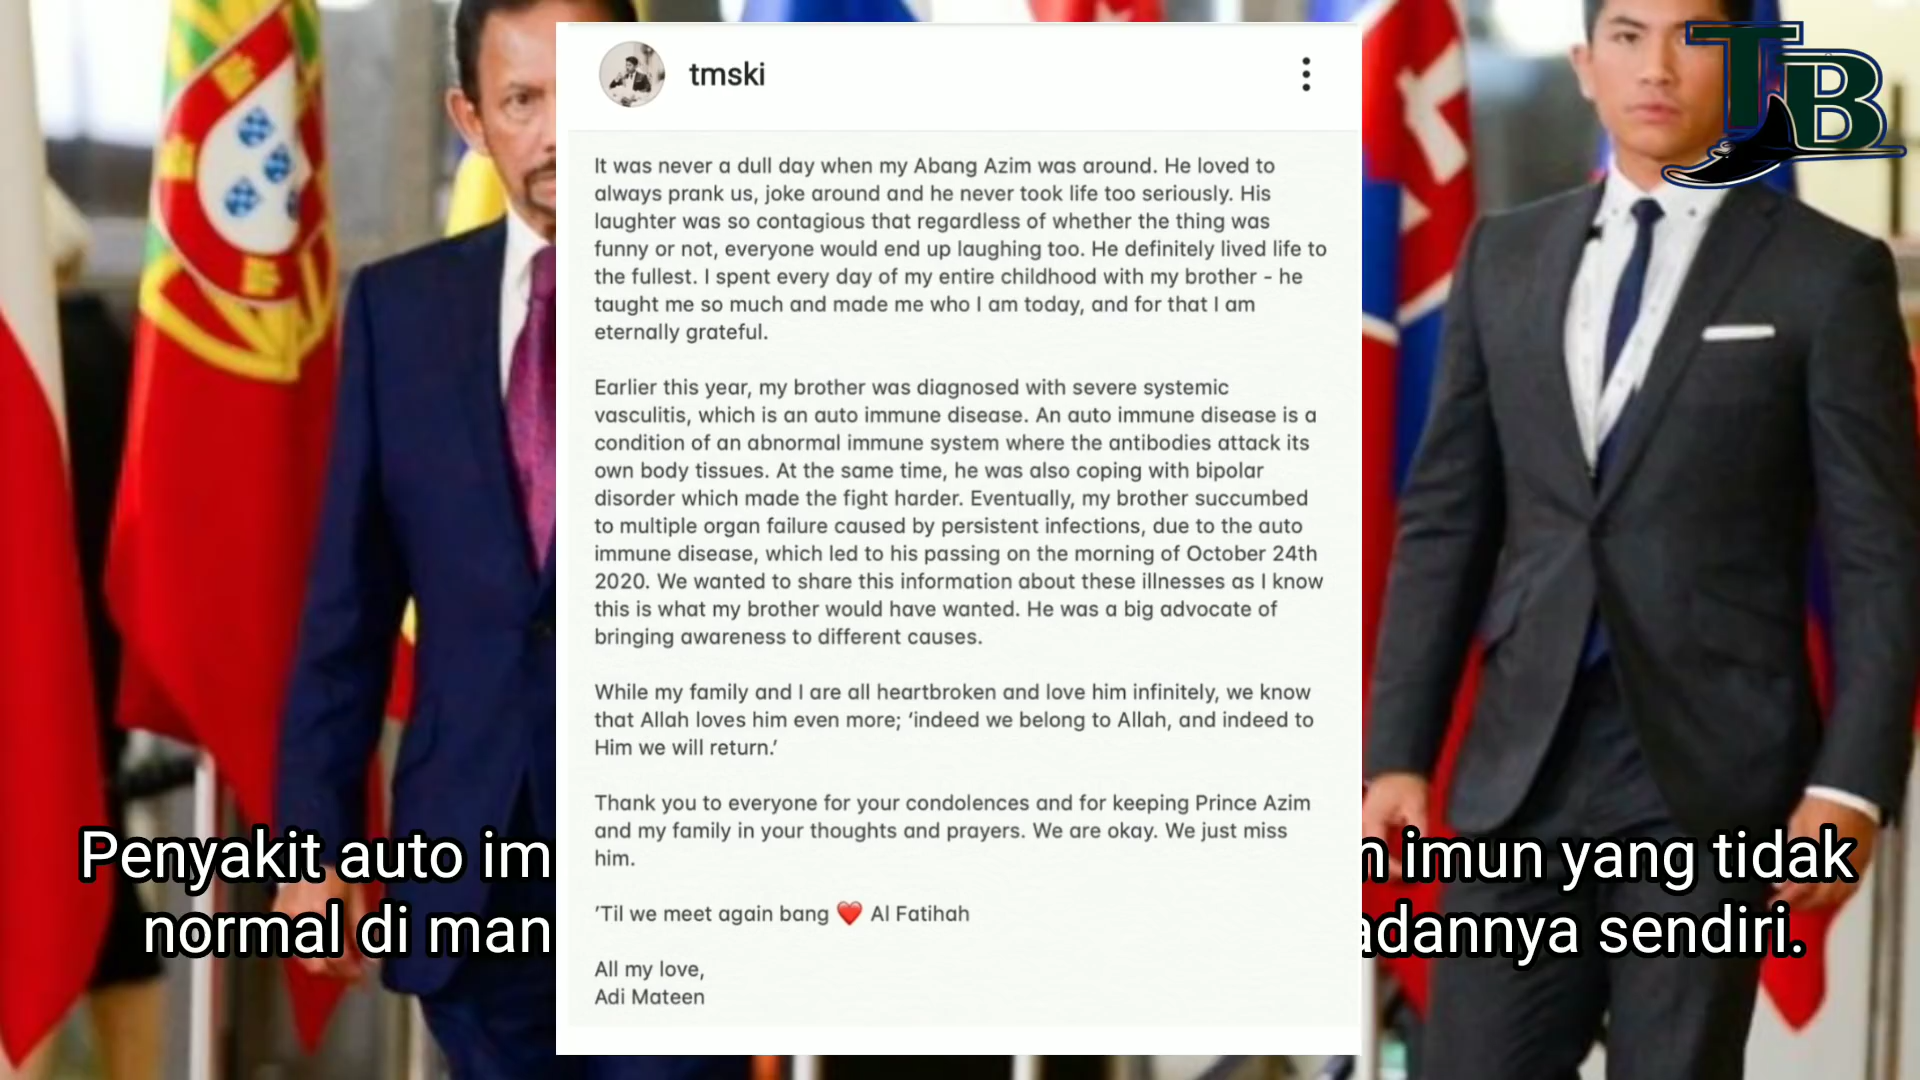 TB
tmski
It was never a dull day when my Abang Azim was around. He loved to
always prank us, joke around and he never took life too seriously. His
laughter was so contagious that regardless of whether the thing was
funny or not, everyone would end up laughing too. He definitely lived life to
the fullest. I spent every day of my entire childhood with my brother - he
taught me so much and made me who I am today, and for that I am
eternally grateful.
Earlier this year, my brother was diagnosed with severe systemic
vasculitis, which is an auto immune disease. An auto immune disease is a
condition of an abnormal immune system where the antibodies attack its
own body tissues. At the same time, he was also coping with bipolar
disorder which made the fight harder. Eventually, my brother succumbed
to multiple organ failure caused by persistent infections, due to the auto
immune disease, which led to his passing on the morning of October 24th
2020. We wanted to share this information about these illnesses as I know
this is what my brother would have wanted. He was a big advocate of
bringing awareness to different causes.
While my family and I are all heartbroken and love him infinitely, we know
that Allah loves him even more; ‘indeed we belong to Allah, and indeed to
Him we will return.’
Thank you to everyone for your condolences and for keeping Prince Azim
and my family in your thoughts and prayers. We are okay. We just miss
him.
’Til we meet again bang ❤️ Al Fatihah
All my love,
Adi Mateen
Penyakit auto im n imun yang tidak
normal di man adannya sendiri.